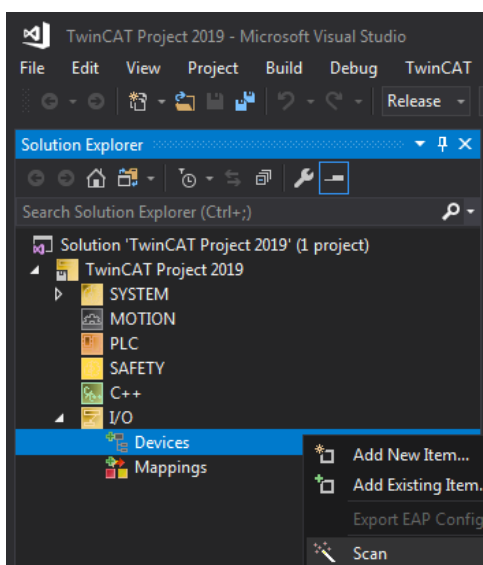 TwinCAT Project 2019 - Microsoft Visual Studio
File Edit View Project Build Debug TwinCAT
Release
Solution Explorer
Search Solution Explorer (Ctrl+;)
Solution 'TwinCAT Project 2019' (1 project)
TwinCAT Project 2019
SYSTEM
MOTION
PLC
SAFETY
C++
I/O
Devices
Mappings
Add New Item...
Add Existing Item.
Export EAP Config
Scan